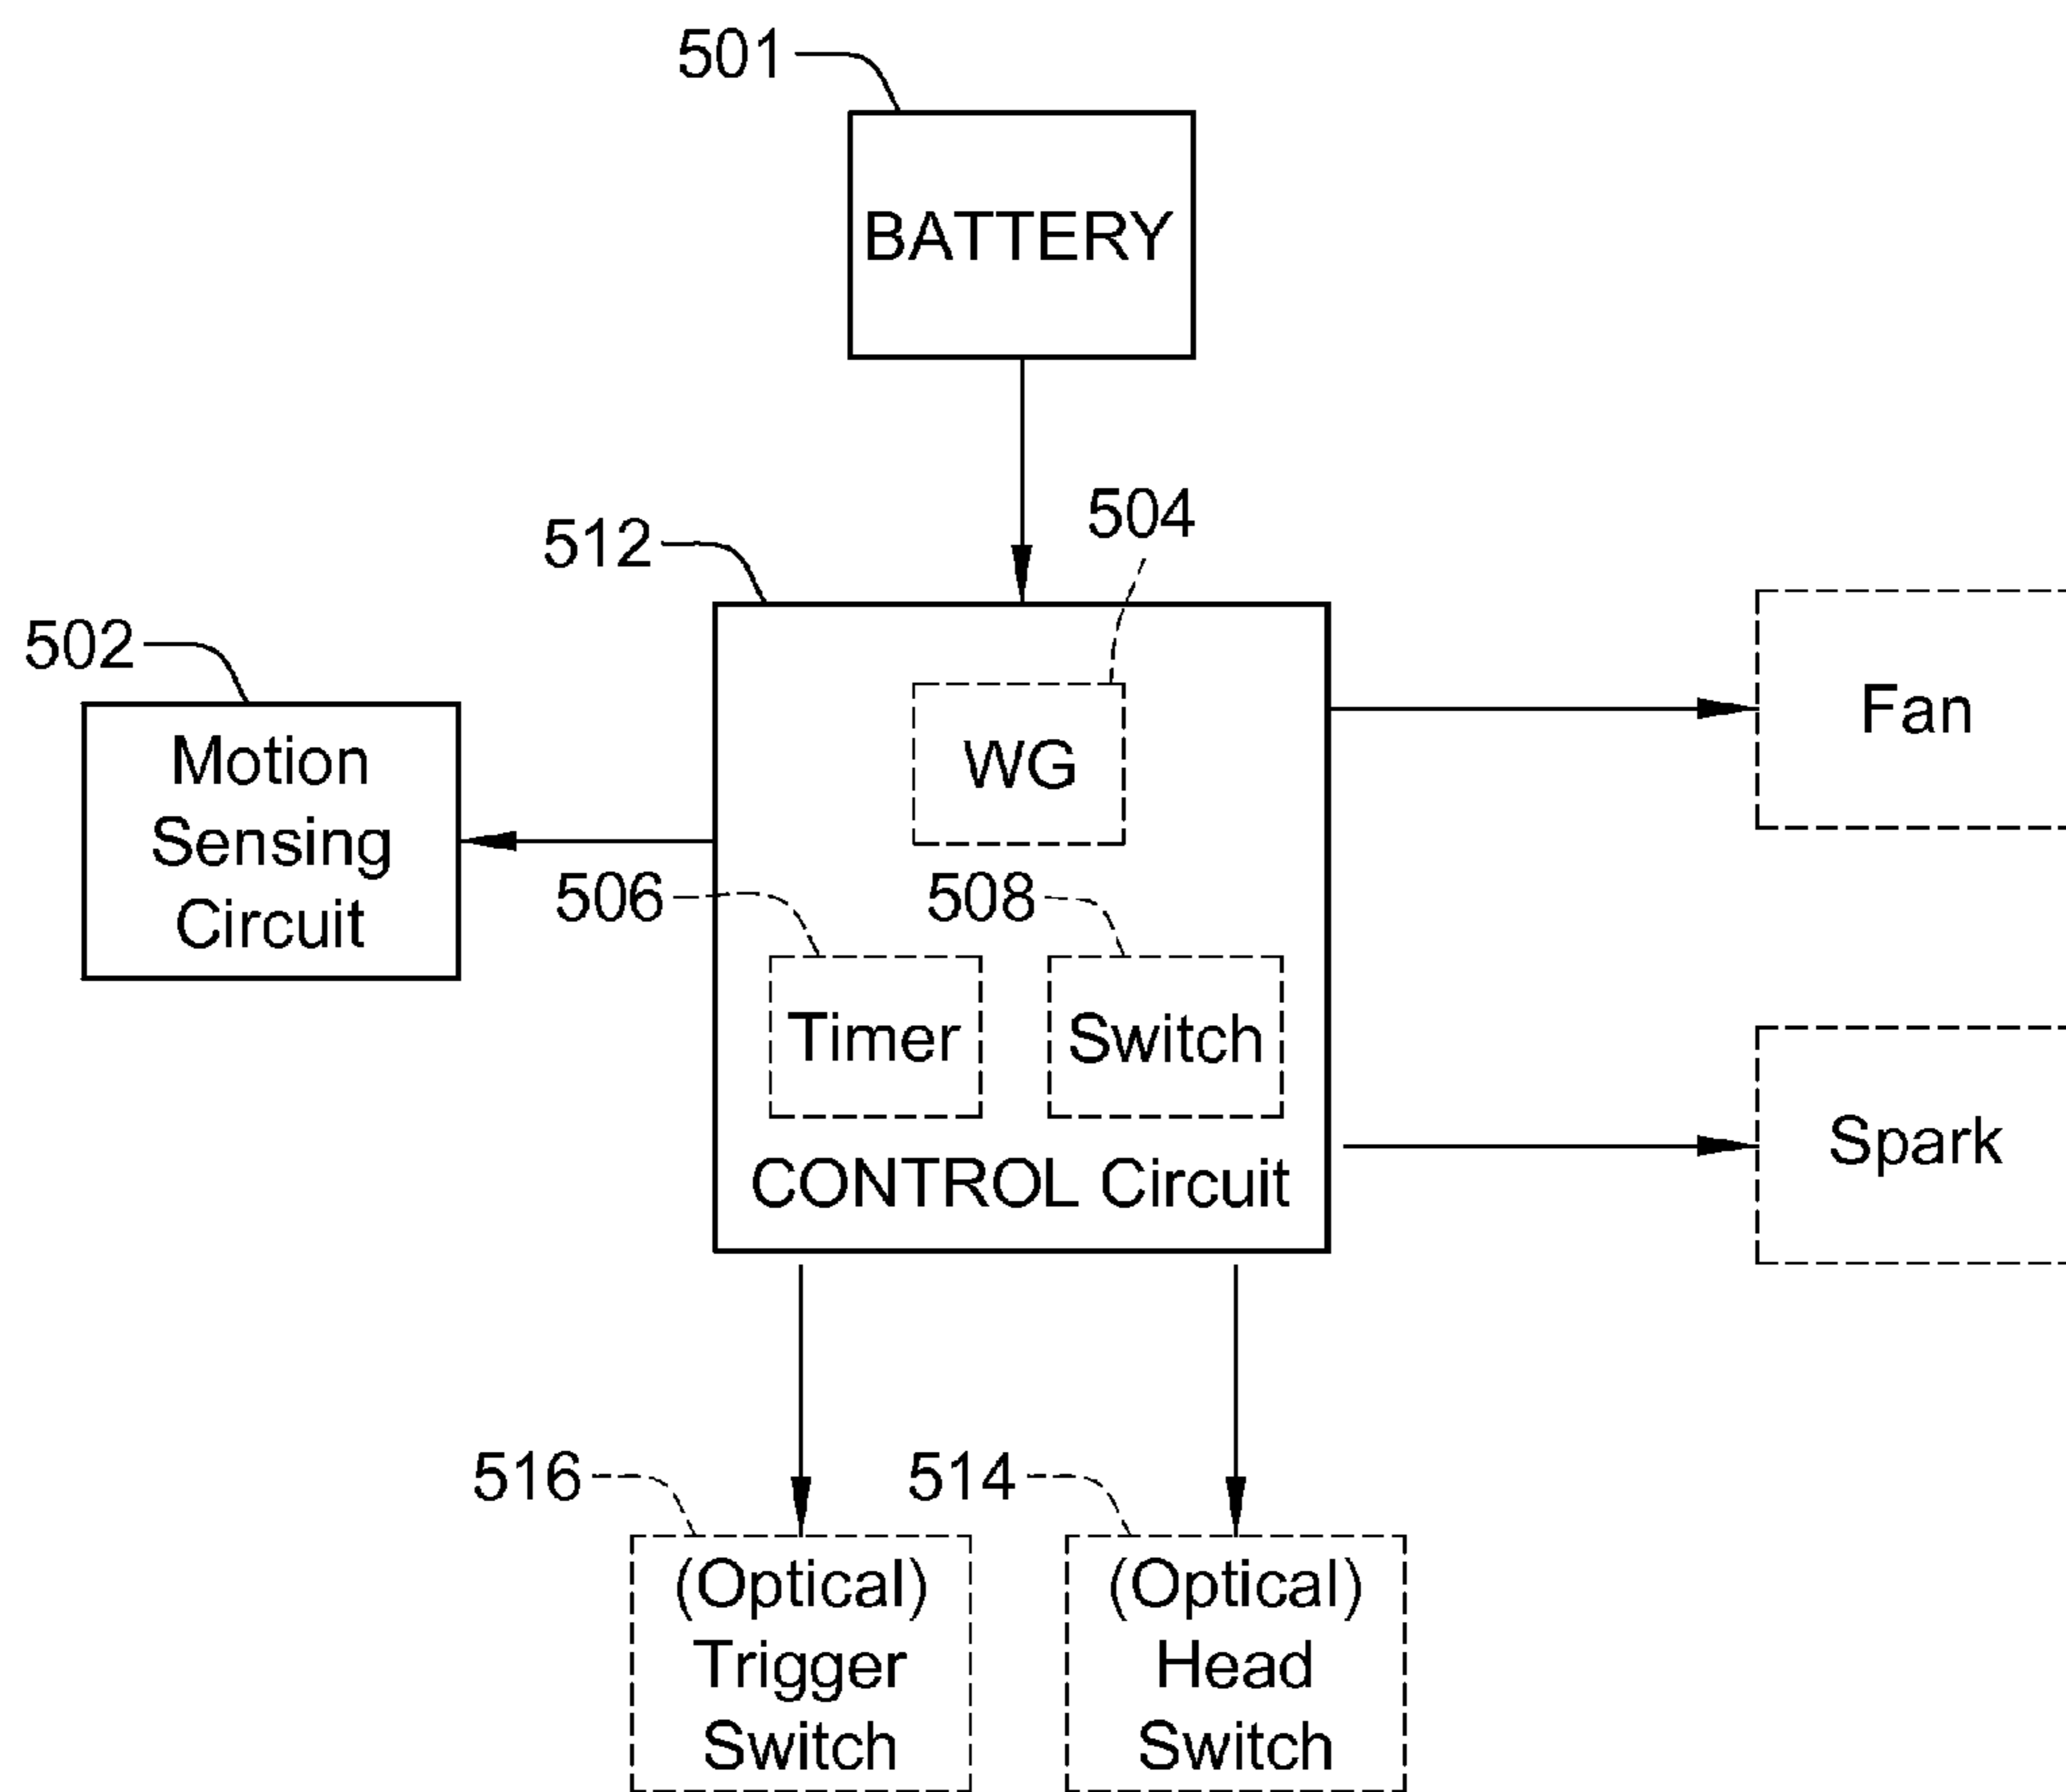 501
BATTERY
504
512
502
WG
Fan
Motion
Sensing
Circuit
506
508
Timer
Switch
Spark
CONTROL Circuit
516
514
(Optical)
Trigger
Switch
(Optical)
Head
Switch